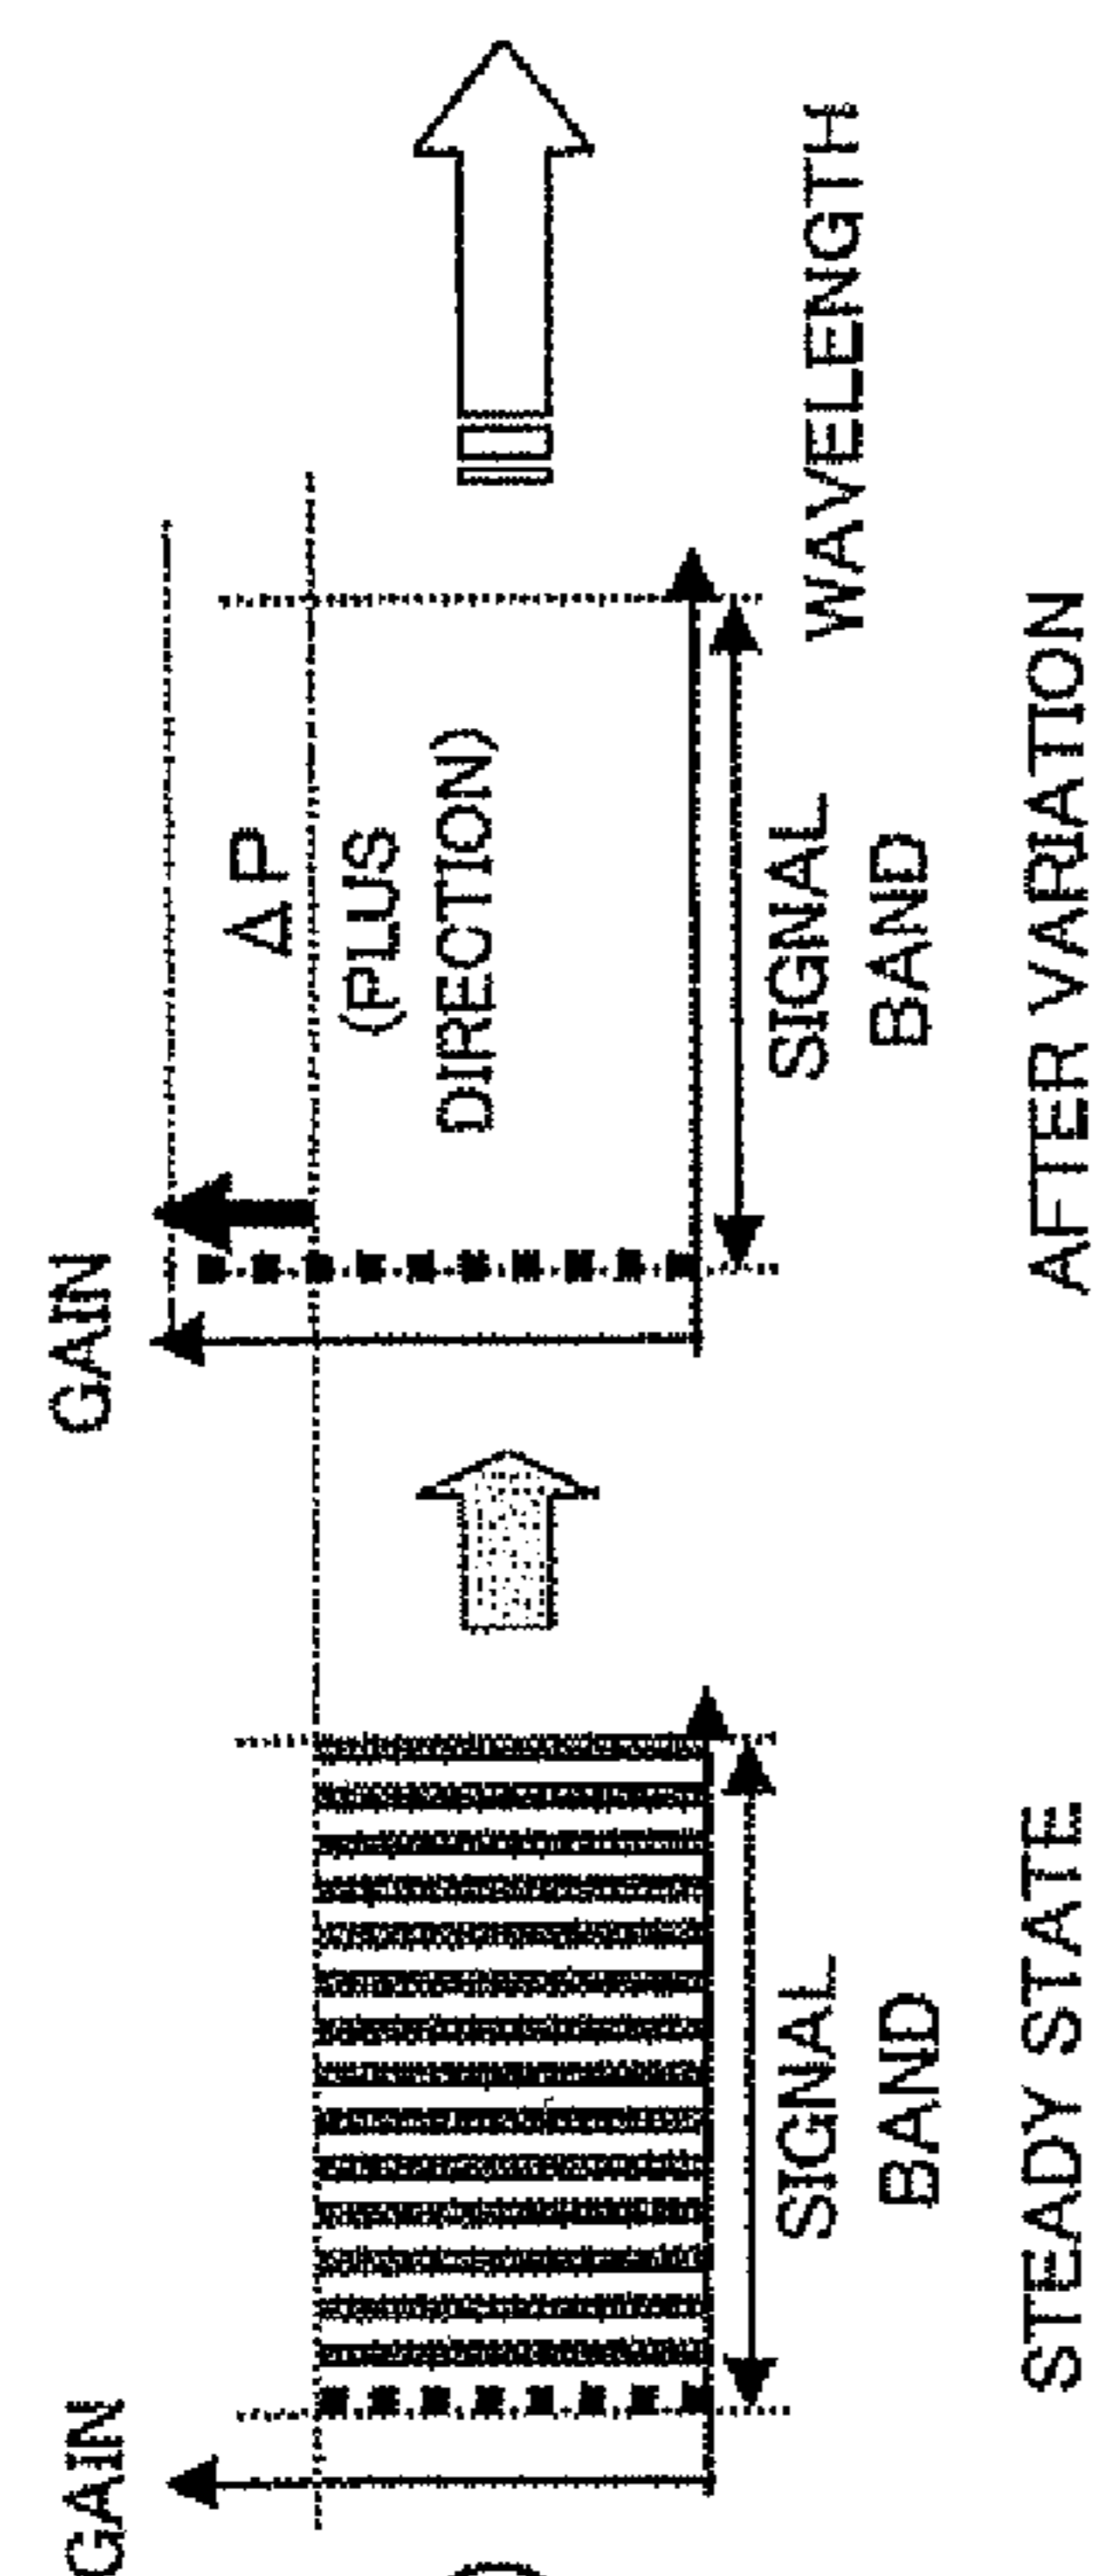 GAIN
SIGNAL
BAND
STEADY STATE
GAIN
ΔP
(PLUS
DIRECTION)
SIGNAL
BAND
WAVELENGTH
AFTER VARIATION